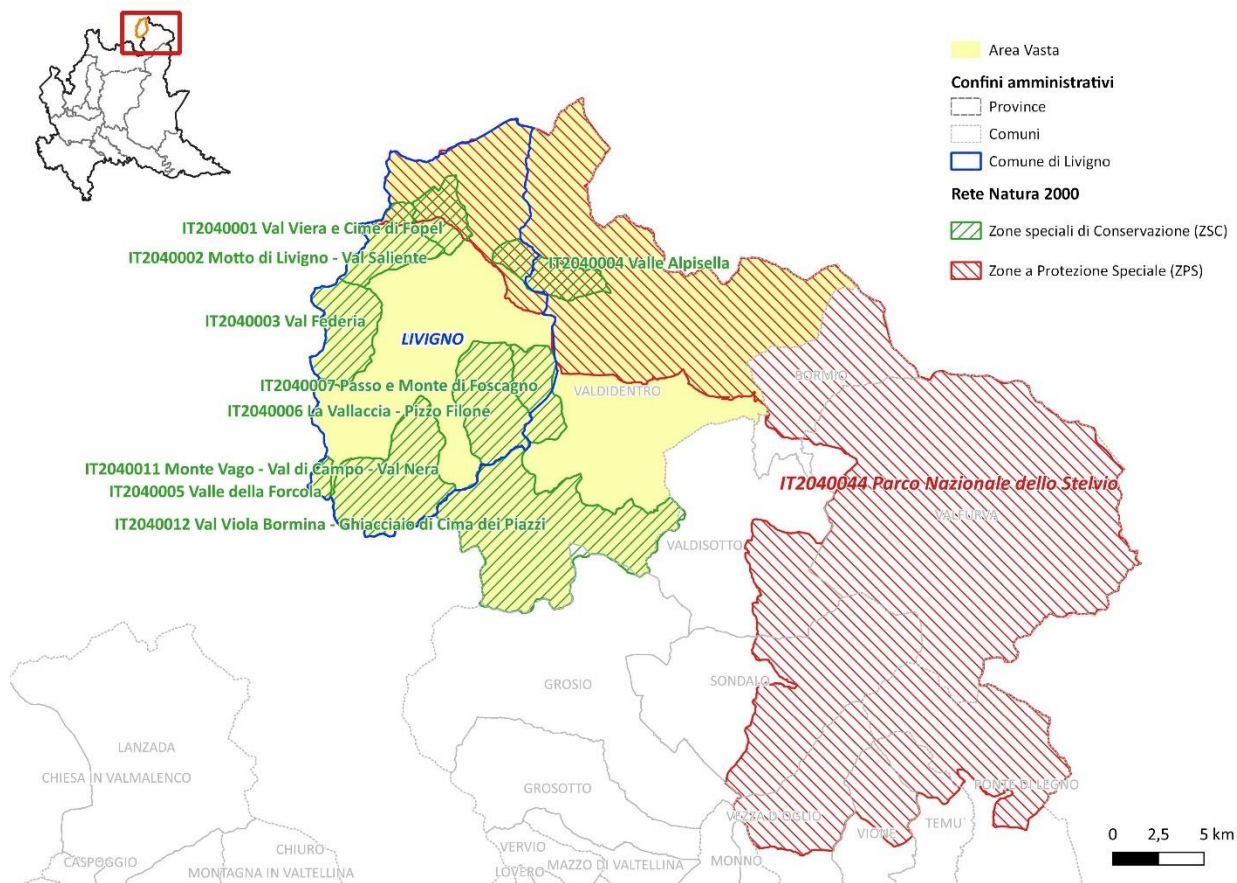 Area Vasta
Confini amministrativi
Province
Comuni
Comune di Livigno
Rete Natura 2000
Zone speciali di Conservazione (ZSC)
Zone a Protezione Speciale (ZPS)
IT2040001 Val Viera e Cime di Fopel
IT2040002 Motto di Livigno - Val Saliente
IT2040004 Valle Alpisella
IT2040003 Val Federia
LIVIGNO
IT2040007 Passo e Monte di Foscagno
VALDIDENTRO
BORMIO
IT2040006 La Vallaccia - Pizzo Filone
IT2040011 Monte Vago - Val di Campo - Val Nera
IT2040005 Valle della Forcola
IT2040012 Val Viola Bormina - Ghiacciaio di Cima dei Piazzi
IT2040044 Parco Nazionale dello Stelvio
VALFURVA
VALDISOTTO
GROSIO
SONDALO
LANZADA
CHIESA IN VALMALENCO
GROSOTTO
PONTE DI LEGNO
VEZZA D'OGLIO
TEMU'
VIONE
CASPOGGIO
CHIURO
MONTAGNA IN VALTELLINA
VERVIO
LOVERO
MAZZO DI VALTELLINA
MONNO
0 2,5 5 km